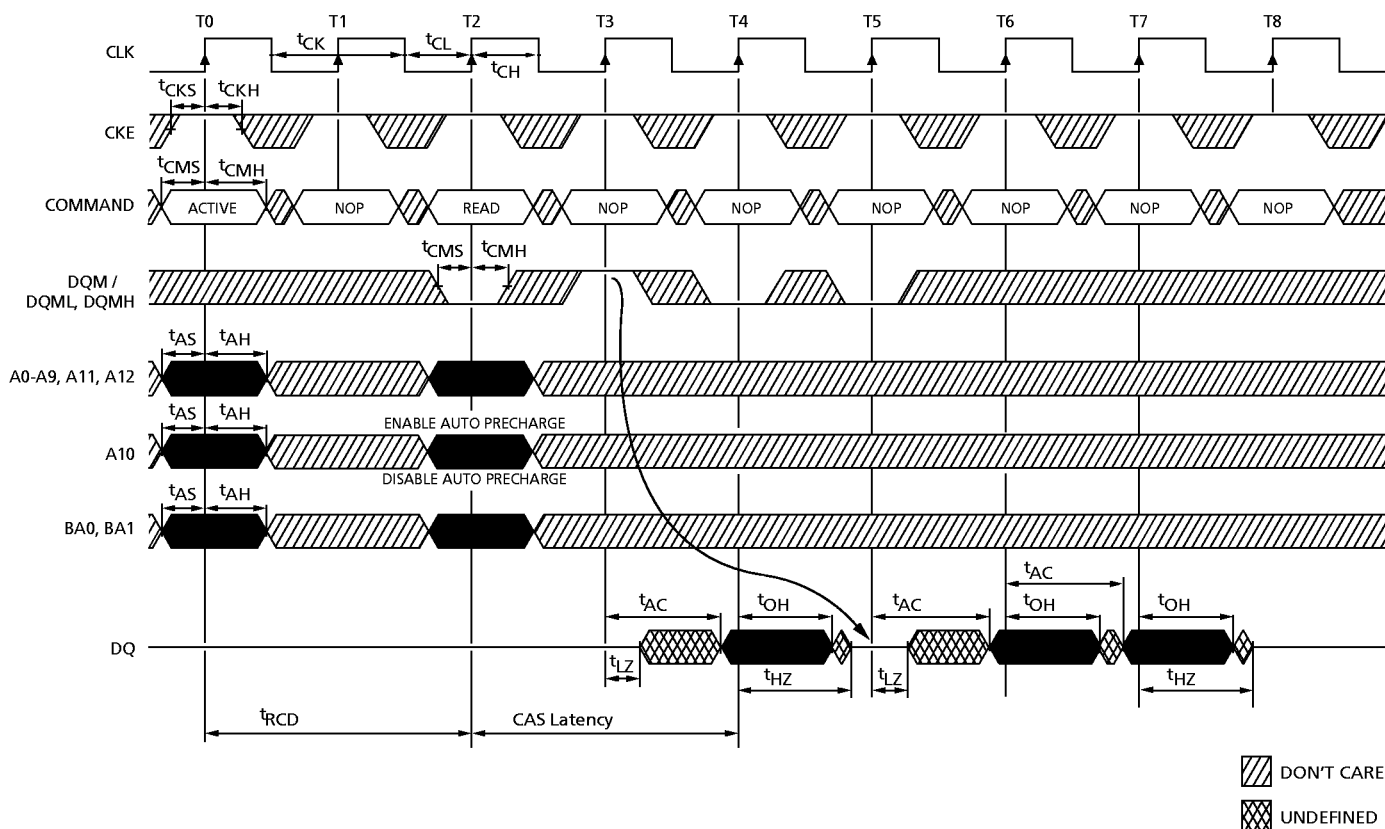 T0 T1 T2 T3 T4 T5 T6 T7 T8
CLK
tCK tCL
tCH
tCKS tCKH
CKE
tCMS tCMH
COMMAND ACTIVE NOP READ NOP NOP NOP NOP NOP NOP
tCMS tCMH
DQM /
DQML, DQMH
tAS tAH
A0-A9, A11, A12
tAS tAH ENABLE AUTO PRECHARGE
A10
DISABLE AUTO PRECHARGE
tAS tAH
BA0, BA1
tAC
tAC tOH tAC tOH tOH
DQ
tLZ tHZ tLZ tHZ
tRCD CAS Latency
DON'T CARE
UNDEFINED